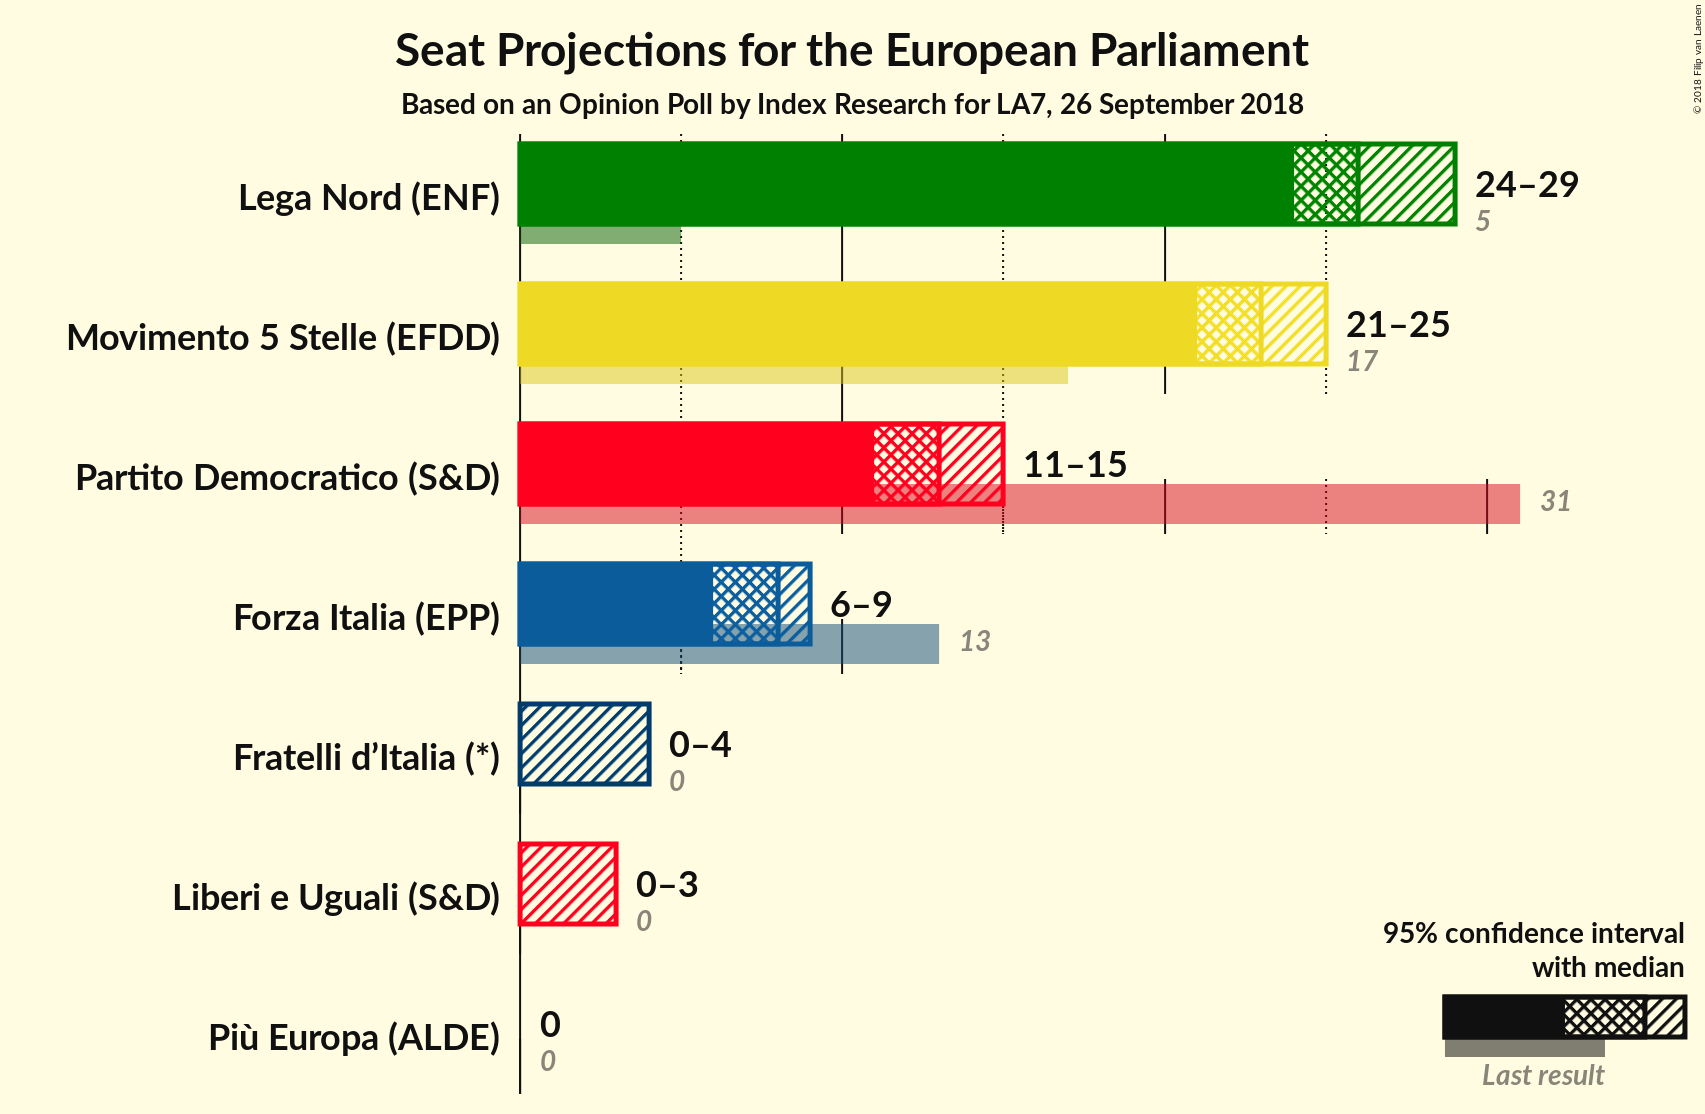 Seat Projections for the European Parliament
Based on an Opinion Poll by Index Research for LA7, 26 September 2018
© 2018 Filip van Laenen
Lega Nord (ENF)
24–29
5
Movimento 5 Stelle (EFDD)
21–25
17
Partito Democratico (S&D)
11–15
31
Forza Italia (EPP)
6–9
13
Fratelli d’Italia (*)
0–4
0
Liberi e Uguali (S&D)
0–3
0
Più Europa (ALDE)
0
0
95% confidence interval
with median
Last result